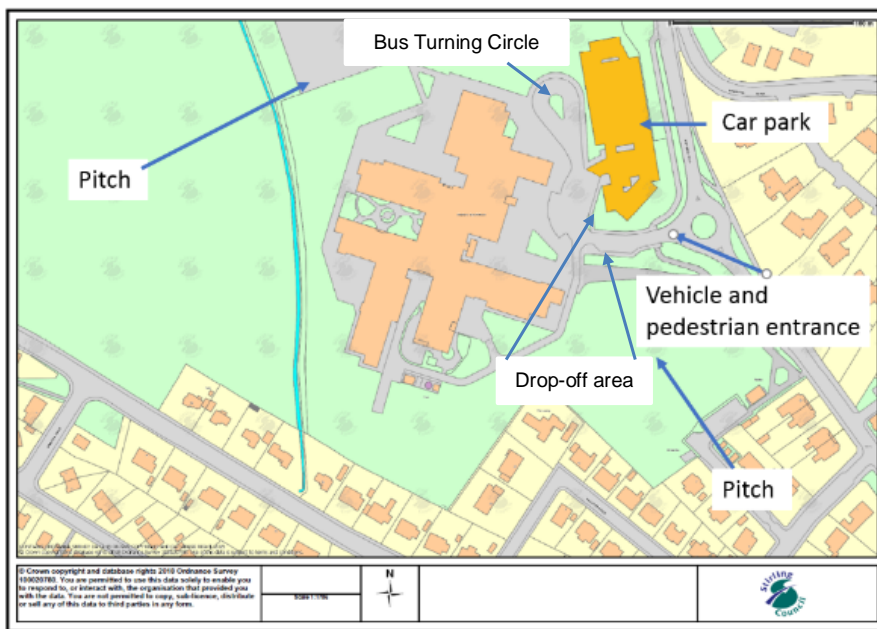 Bus Turning Circle
Car park
Pitch
Vehicle and
pedestrian entrance
Drop-off area
Pitch
© Crown copyright and database rights 2018 Ordnance Survey
100020780. You are permitted to use this data solely to enable you
to respond to, or interact with, the organisation that provided you
with the data. You are not permitted to copy, sub-licence, distribute
or sell any of this data to third parties in any form.
N
Stirling
Council